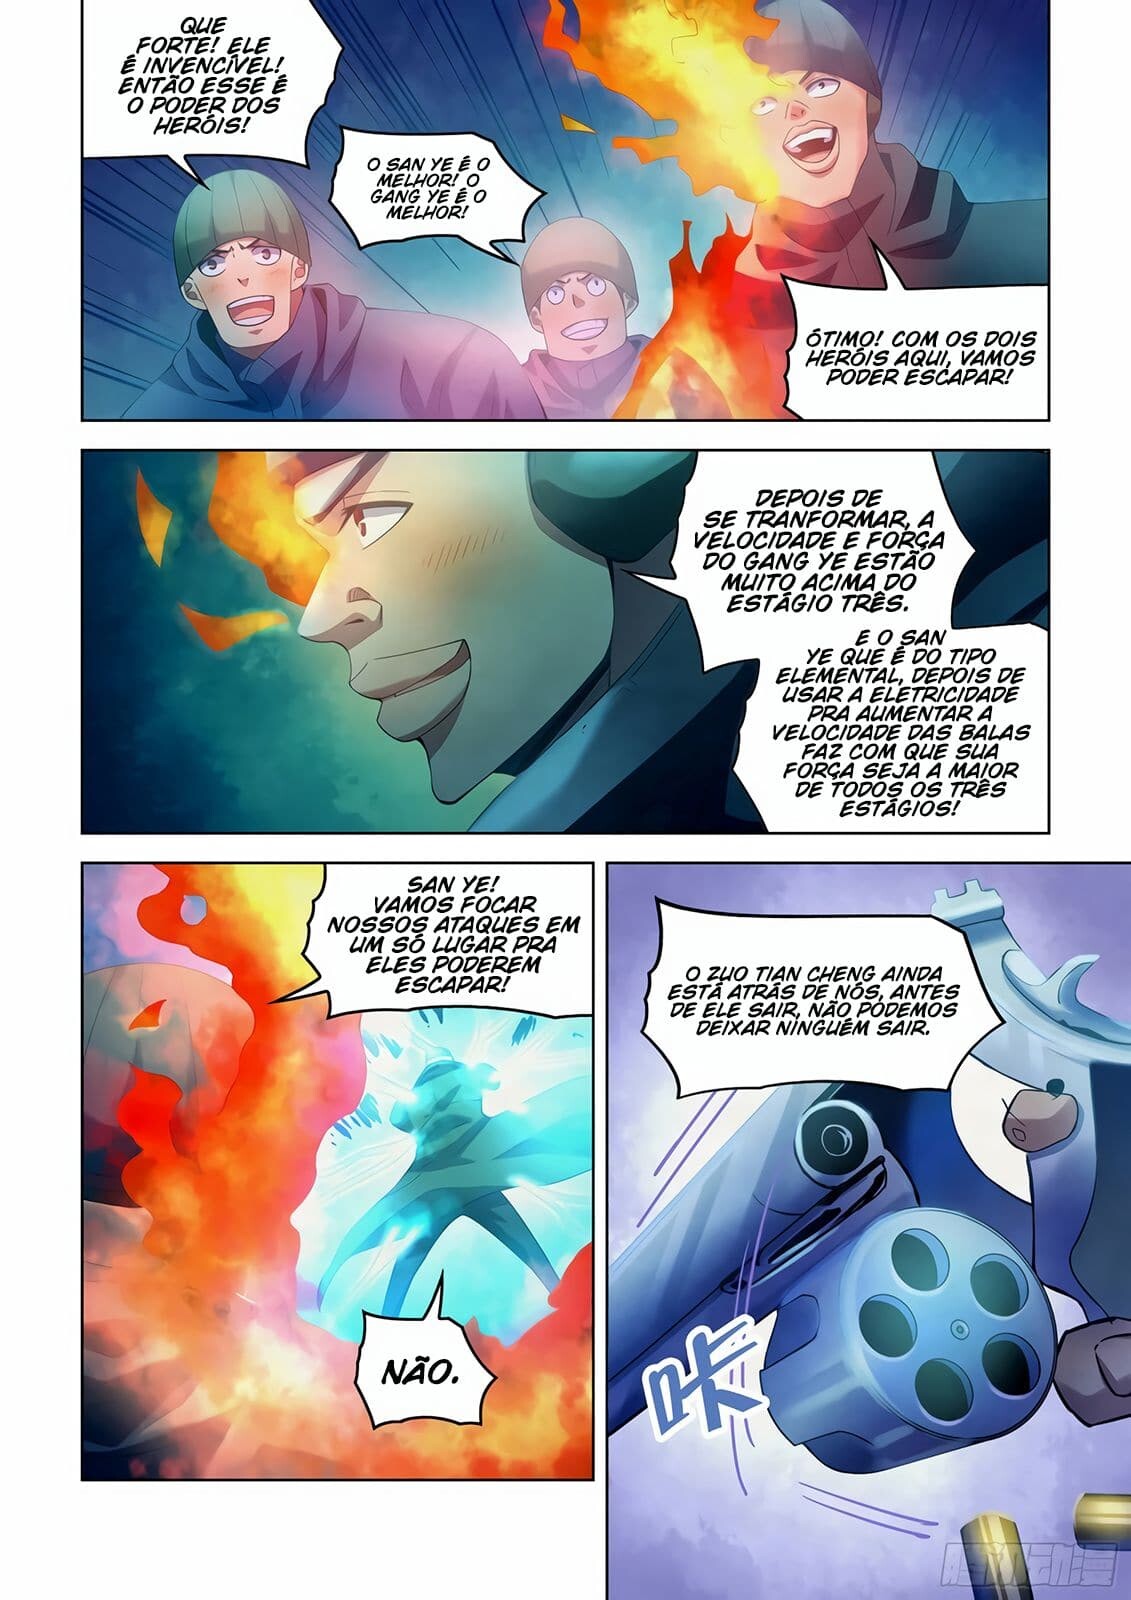 QUE
FORTE! ELE
É INVENCÍVEL!
ENTÃO ESSE É
O PODER DOS
HERÓIS!
O SAN YE É O
MELHOR! O
GANG YE É O
MELHOR!
ÓTIMO! COM OS DOIS
HERÓIS AQUI, VAMOS
PODER ESCAPAR!
DEPOIS DE
SE TRANFORMAR, A
VELOCIDADE E FORÇA
DO GANG YE ESTÃO
MUITO ACIMA DO
ESTÁGIO TRÊS.
E O SAN
YE QUE É DO TIPO
ELEMENTAL, DEPOIS DE
USAR A ELETRICIDADE
PRA AUMENTAR A
VELOCIDADE DAS BALAS
FAZ COM QUE SUA
FORÇA SEJA A MAIOR
DE TODOS OS TRÊS
ESTÁGIOS!
SAN YE!
VAMOS FOCAR
NOSSOS ATAQUES EM
UM SÓ LUGAR PRA
ELES PODEREM
ESCAPAR!
NÃO.
O ZUO TIAN CHENG AINDA
ESTÁ ATRÁS DE NÓS, ANTES
DE ELE SAIR, NÃO PODEMOS
DEIXAR NINGUÉM SAIR.
咔
腾讯动漫